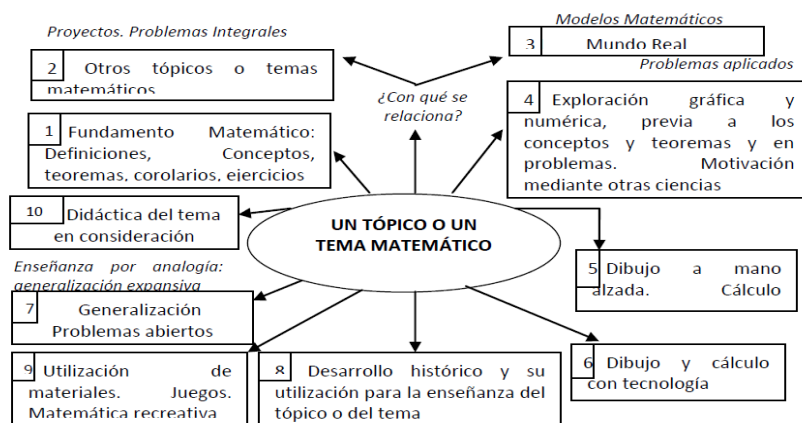 Proyectos. Problemas Integrales
Modelos Matemáticos
3 Mundo Real
Problemas aplicados
2 Otros tópicos o temas
matemáticos
¿Con qué se
relaciona?
4 Exploración gráfica y
numérica, previa a los
conceptos y teoremas y en
problemas. Motivación
mediante otras ciencias
1 Fundamento Matemático:
Definiciones, Conceptos,
teoremas, corolarios, ejercicios
10 Didáctica del tema
en consideración
UN TÓPICO O UN
TEMA MATEMÁTICO
5 Dibujo a mano
alzada. Cálculo
Enseñanza por analogía:
generalización expansiva
7 Generalización
Problemas abiertos
9 Utilización de
materiales. Juegos.
Matemática recreativa
8 Desarrollo histórico y su
utilización para la enseñanza del
tópico o del tema
6 Dibujo y cálculo
con tecnología